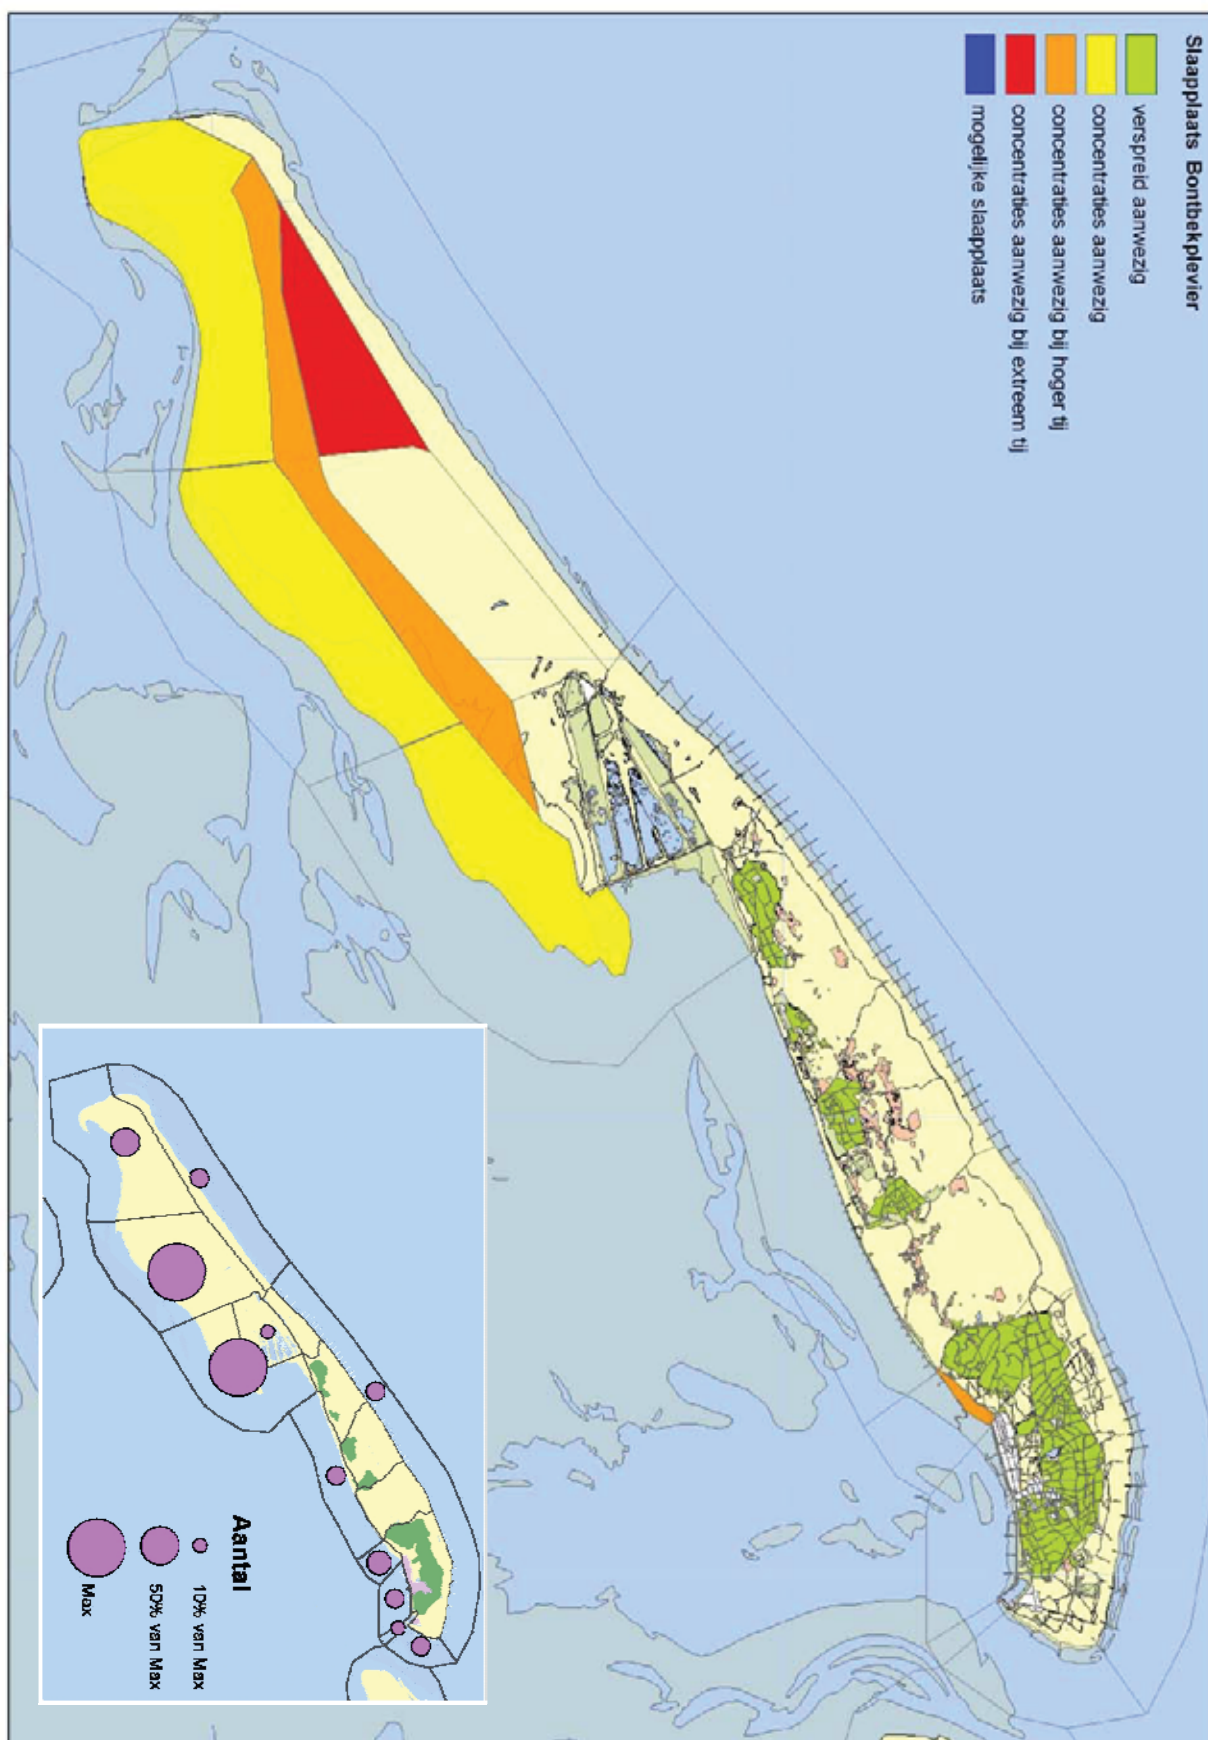 Slaapplaats Bontbekplevier
verspreid aanwezig
concentraties aanwezig
concentraties aanwezig bij hoger tij
concentraties aanwezig bij extreem tij
mogelijke slaapplaats
Aantal
10% van Max
50% van Max
Max